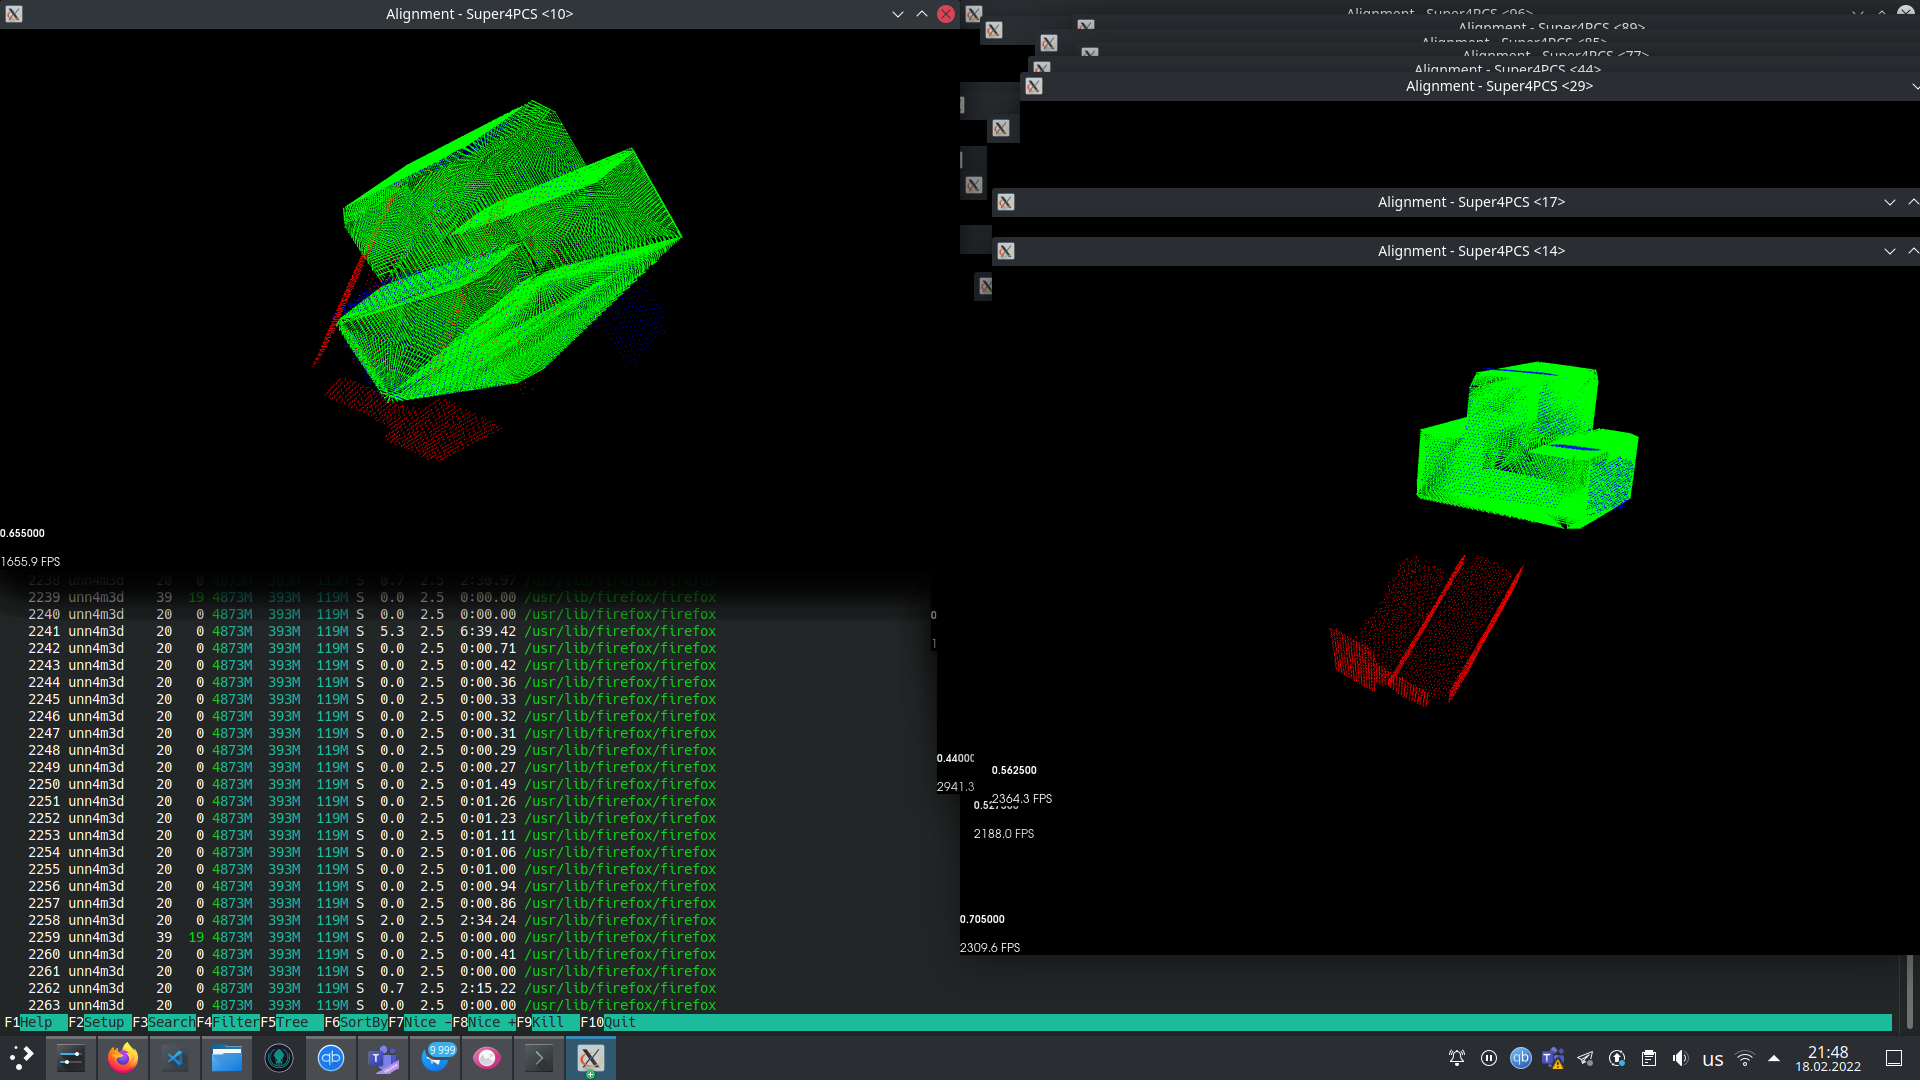 Alignment - Super4PCS <10>
Alignment - Super4PCS <96>
Alignment - Super4PCS <89>
Alignment - Super4PCS <85>
Alignment - Super4PCS <77>
Alignment - Super4PCS <44>
Alignment - Super4PCS <29>
Alignment - Super4PCS <17>
Alignment - Super4PCS <14>
0.655000
1655.9 FPS
2238 unn4m3d 20 0 4873M 393M 119M S 0.7 2.5 2:30.97 /usr/lib/firefox/firefox
2239 unn4m3d 39 19 4873M 393M 119M S 0.0 2.5 0:00.00 /usr/lib/firefox/firefox
2240 unn4m3d 20 0 4873M 393M 119M S 0.0 2.5 0:00.00 /usr/lib/firefox/firefox
2241 unn4m3d 20 0 4873M 393M 119M S 5.3 2.5 6:39.42 /usr/lib/firefox/firefox
2242 unn4m3d 20 0 4873M 393M 119M S 0.0 2.5 0:00.71 /usr/lib/firefox/firefox
2243 unn4m3d 20 0 4873M 393M 119M S 0.0 2.5 0:00.42 /usr/lib/firefox/firefox
2244 unn4m3d 20 0 4873M 393M 119M S 0.0 2.5 0:00.36 /usr/lib/firefox/firefox
2245 unn4m3d 20 0 4873M 393M 119M S 0.0 2.5 0:00.33 /usr/lib/firefox/firefox
2246 unn4m3d 20 0 4873M 393M 119M S 0.0 2.5 0:00.32 /usr/lib/firefox/firefox
2247 unn4m3d 20 0 4873M 393M 119M S 0.0 2.5 0:00.31 /usr/lib/firefox/firefox
2248 unn4m3d 20 0 4873M 393M 119M S 0.0 2.5 0:00.29 /usr/lib/firefox/firefox
2249 unn4m3d 20 0 4873M 393M 119M S 0.0 2.5 0:00.27 /usr/lib/firefox/firefox
2250 unn4m3d 20 0 4873M 393M 119M S 0.0 2.5 0:01.49 /usr/lib/firefox/firefox
2251 unn4m3d 20 0 4873M 393M 119M S 0.0 2.5 0:01.26 /usr/lib/firefox/firefox
2252 unn4m3d 20 0 4873M 393M 119M S 0.0 2.5 0:01.23 /usr/lib/firefox/firefox
2253 unn4m3d 20 0 4873M 393M 119M S 0.0 2.5 0:01.11 /usr/lib/firefox/firefox
2254 unn4m3d 20 0 4873M 393M 119M S 0.0 2.5 0:01.06 /usr/lib/firefox/firefox
2255 unn4m3d 20 0 4873M 393M 119M S 0.0 2.5 0:01.00 /usr/lib/firefox/firefox
2256 unn4m3d 20 0 4873M 393M 119M S 0.0 2.5 0:00.94 /usr/lib/firefox/firefox
2257 unn4m3d 20 0 4873M 393M 119M S 0.0 2.5 0:00.86 /usr/lib/firefox/firefox
2258 unn4m3d 20 0 4873M 393M 119M S 2.0 2.5 2:34.24 /usr/lib/firefox/firefox
2259 unn4m3d 39 19 4873M 393M 119M S 0.0 2.5 0:00.00 /usr/lib/firefox/firefox
2260 unn4m3d 20 0 4873M 393M 119M S 0.0 2.5 0:00.41 /usr/lib/firefox/firefox
2261 unn4m3d 20 0 4873M 393M 119M S 0.0 2.5 0:00.00 /usr/lib/firefox/firefox
2262 unn4m3d 20 0 4873M 393M 119M S 0.7 2.5 2:15.22 /usr/lib/firefox/firefox
2263 unn4m3d 20 0 4873M 393M 119M S 0.0 2.5 0:00.00 /usr/lib/firefox/firefox
F1Help F2Setup F3SearchF4FilterF5Tree F6SortByF7Nice -F8Nice +F9Kill F10Quit
0
1
0.44000
2941.3
0.562500
2364.3 FPS
2188.0 FPS
0.705000
2309.6 FPS
qb
9 999
qb
us
21:48
18.02.2022